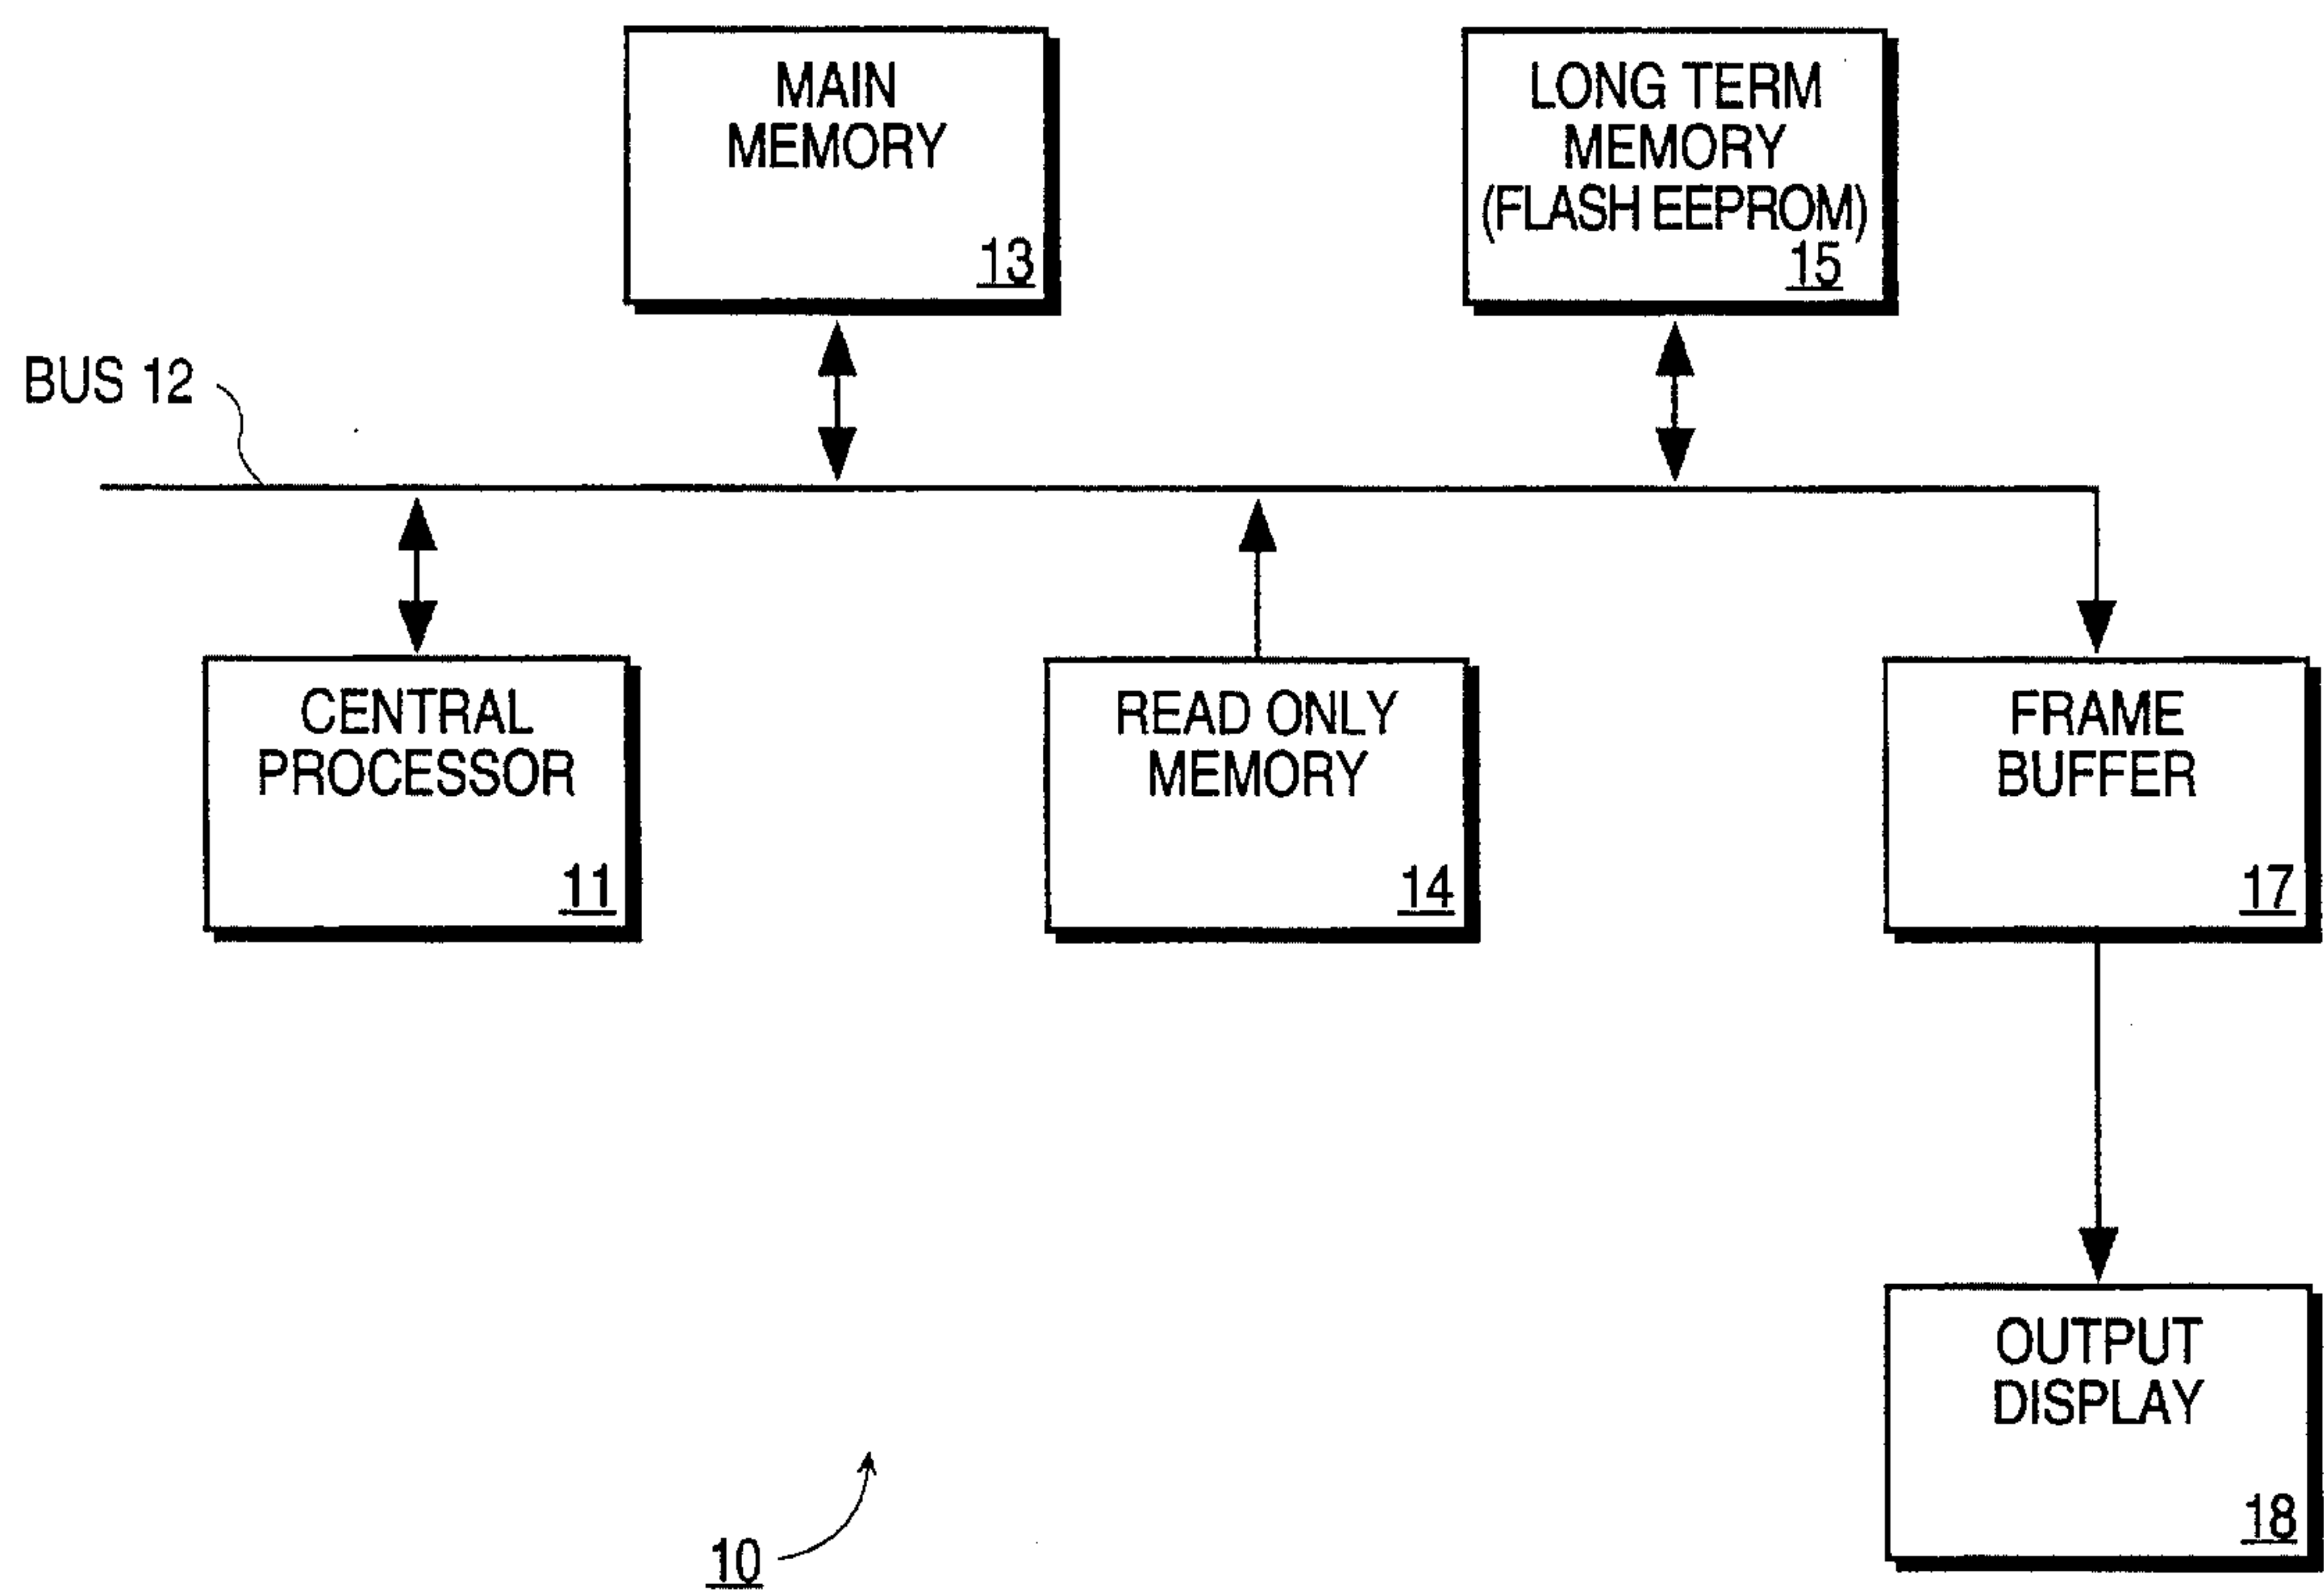 MAIN
MEMORY
13
LONG TERM
MEMORY
(FLASH EEPROM)
15
BUS 12
CENTRAL
PROCESSOR
11
READ ONLY
MEMORY
14
FRAME
BUFFER
17
OUTPUT
DISPLAY
18
10